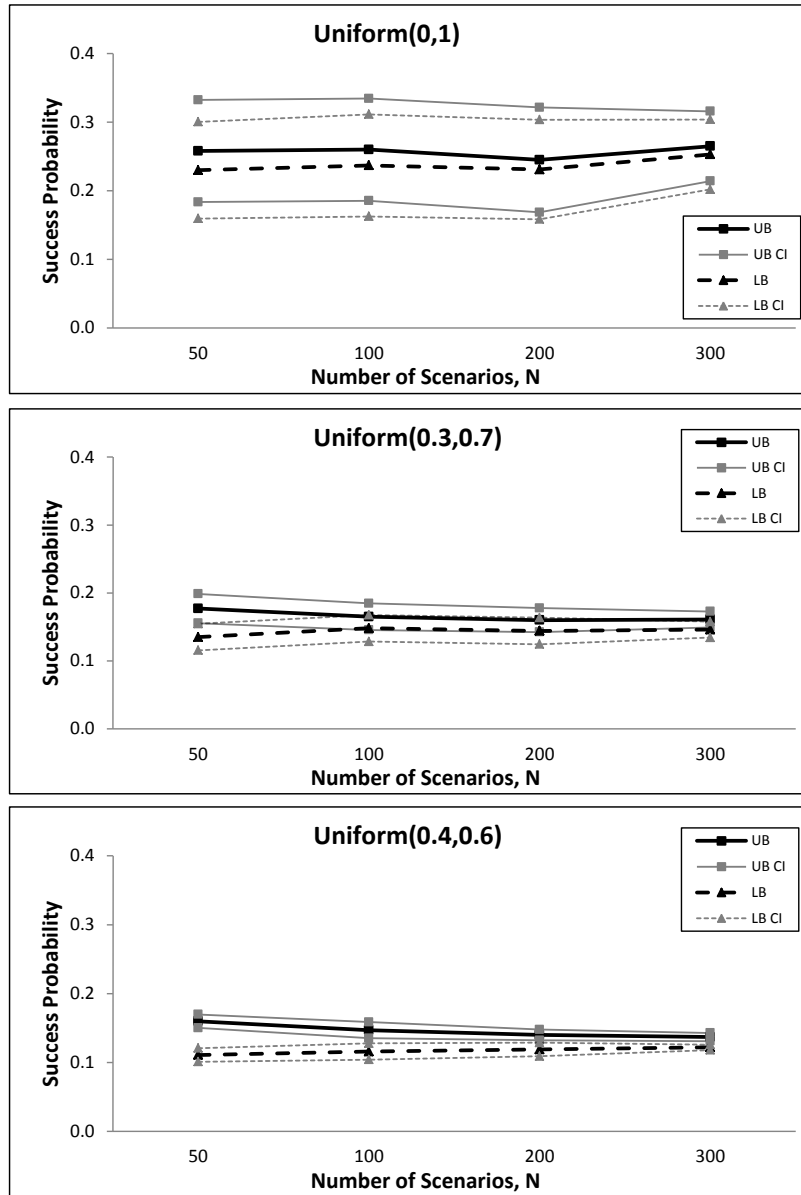 Uniform(0,1)
Success Probability
0.4
0.3
0.2
0.1
0.0
50 100 200 300
Number of Scenarios, N
UB
UB CI
LB
LB CI
Uniform(0.3,0.7)
Success Probability
0.4
0.3
0.2
0.1
0.0
50 100 200 300
Number of Scenarios, N
UB
UB CI
LB
LB CI
Uniform(0.4,0.6)
Success Probability
0.4
0.3
0.2
0.1
0.0
50 100 200 300
Number of Scenarios, N
UB
UB CI
LB
LB CI